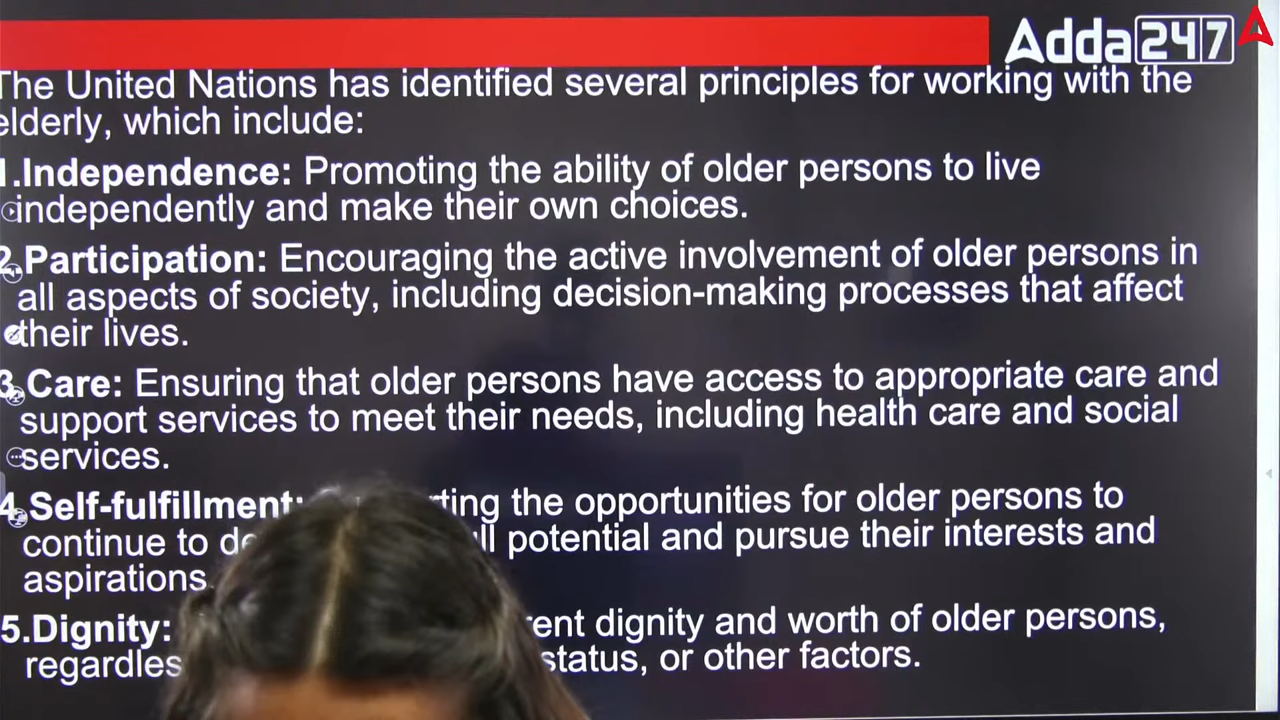 Adda247
The United Nations has identified several principles for working with the
elderly, which include:
1.Independence: Promoting the ability of older persons to live
independently and make their own choices.
2.Participation: Encouraging the active involvement of older persons in
all aspects of society, including decision-making processes that affect
their lives.
3.Care: Ensuring that older persons have access to appropriate care and
support services to meet their needs, including health care and social
services.
4.Self-fulfillment: the opportunities for older persons to
continue to potential and pursue their interests and
aspirations
5.Dignity: dignity and worth of older persons,
status, or other factors.